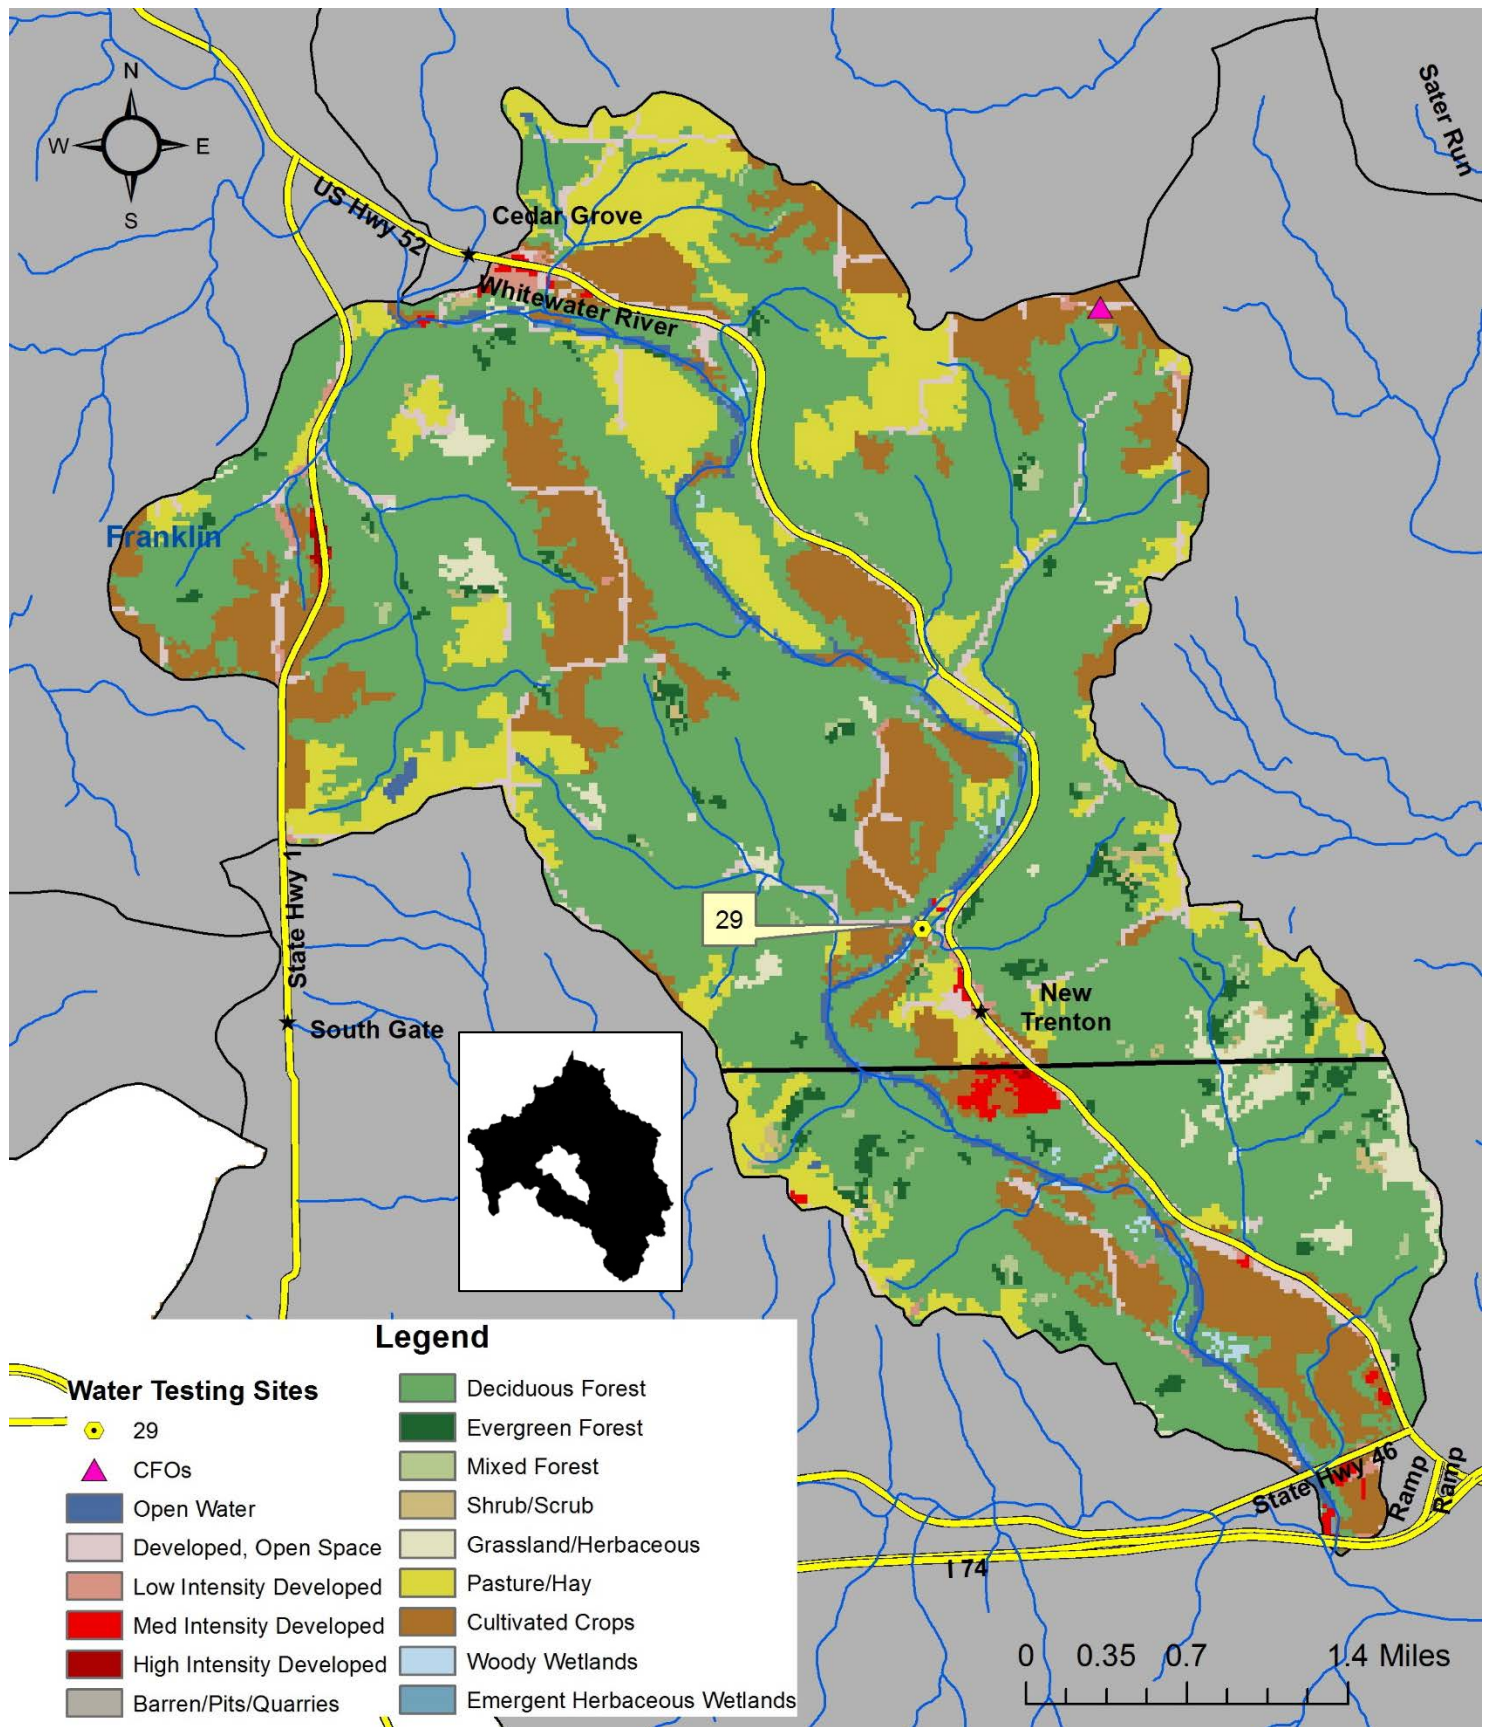 N
W
E
S
Sater Run
US Hwy 52
Cedar Grove
Whitewater River
Franklin
State Hwy 1
29
New
Trenton
South Gate
Legend
Water Testing Sites
29
CFOs
Open Water
Developed, Open Space
Low Intensity Developed
Med Intensity Developed
High Intensity Developed
Barren/Pits/Quarries
Deciduous Forest
Evergreen Forest
Mixed Forest
Shrub/Scrub
Grassland/Herbaceous
Pasture/Hay
Cultivated Crops
Woody Wetlands
Emergent Herbaceous Wetlands
State Hwy 46
Ramp
Ramp
I 74
0 0.35 0.7 1.4 Miles